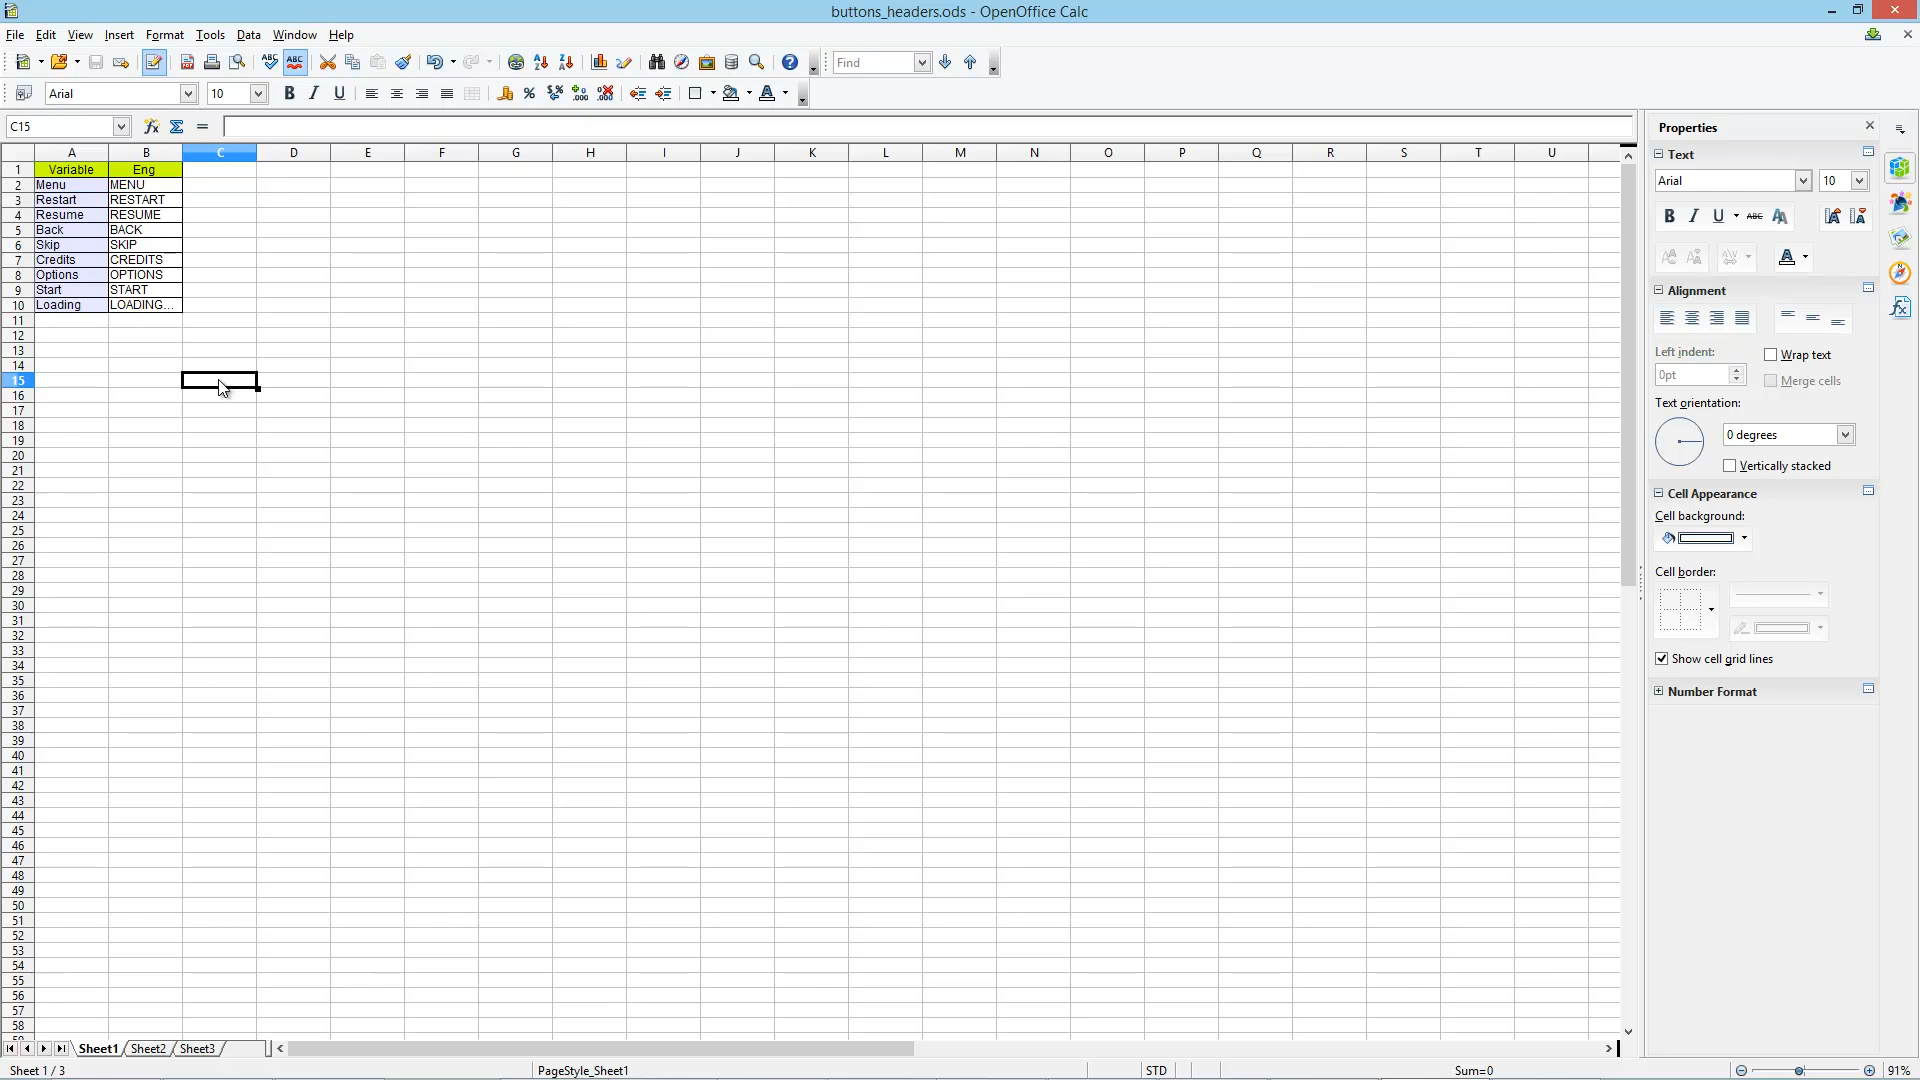 buttons_headers.ods - OpenOffice Calc
File Edit View Insert Format Tools Data Window Help
Find
Arial 10
C15
A B C D E F G H I J K L M N O P Q R S T U
1 Variable Eng
2 Menu MENU
3 Restart RESTART
4 Resume RESUME
5 Back BACK
6 Skip SKIP
7 Credits CREDITS
8 Options OPTIONS
9 Start START
10 Loading LOADING...
11
12
13
14
15
16
17
18
19
20
21
22
23
24
25
26
27
28
29
30
31
32
33
34
35
36
37
38
39
40
41
42
43
44
45
46
47
48
49
50
51
52
53
54
55
56
57
58
Properties
Text
Arial 10
Alignment
Left indent:
Wrap text
0pt
Merge cells
Text orientation:
0 degrees
Vertically stacked
Cell Appearance
Cell background:
Cell border:
Show cell grid lines
Number Format
Sheet1 Sheet2 Sheet3
Sheet 1 / 3 PageStyle_Sheet1 STD Sum=0 91%